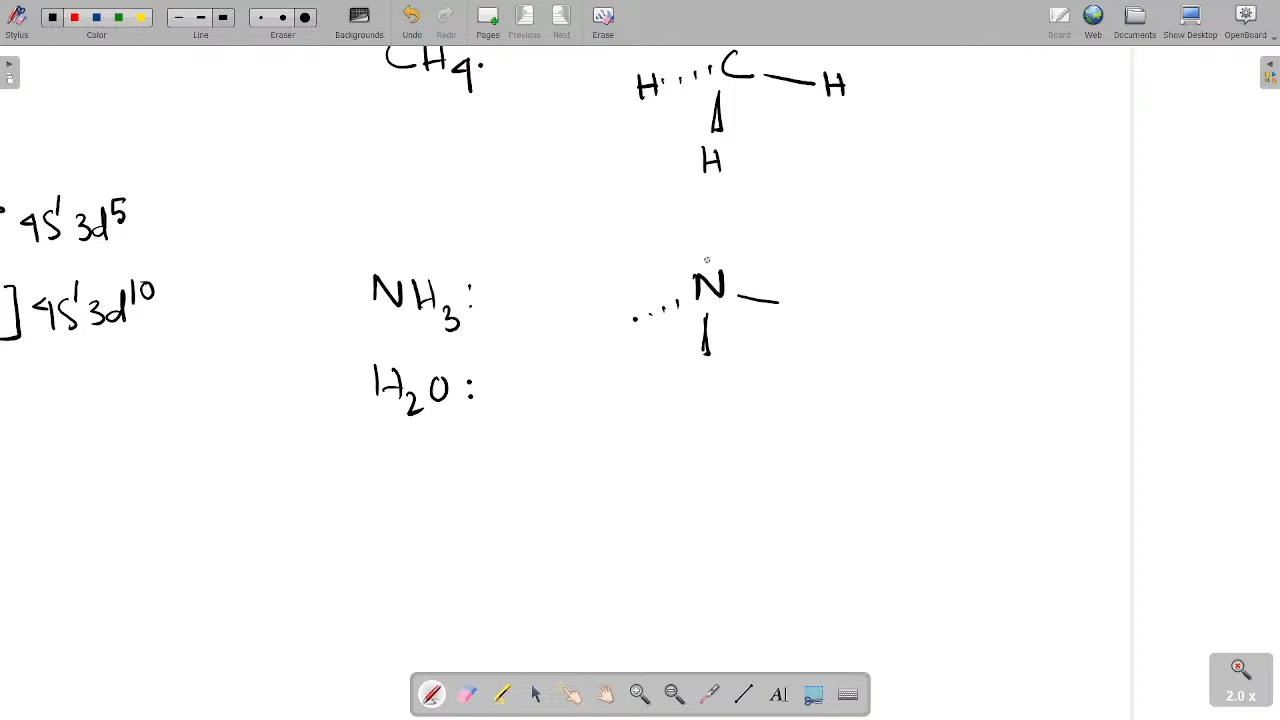 Stylus Color Line Eraser Backgrounds Undo Redo Pages Previous Next Erase Board Web Documents Show Desktop OpenBoard
CH4.
H C H
H
4S¹ 3d⁵
] 4S¹ 3d¹⁰
NH₃:
N
H₂O:
2.0 x